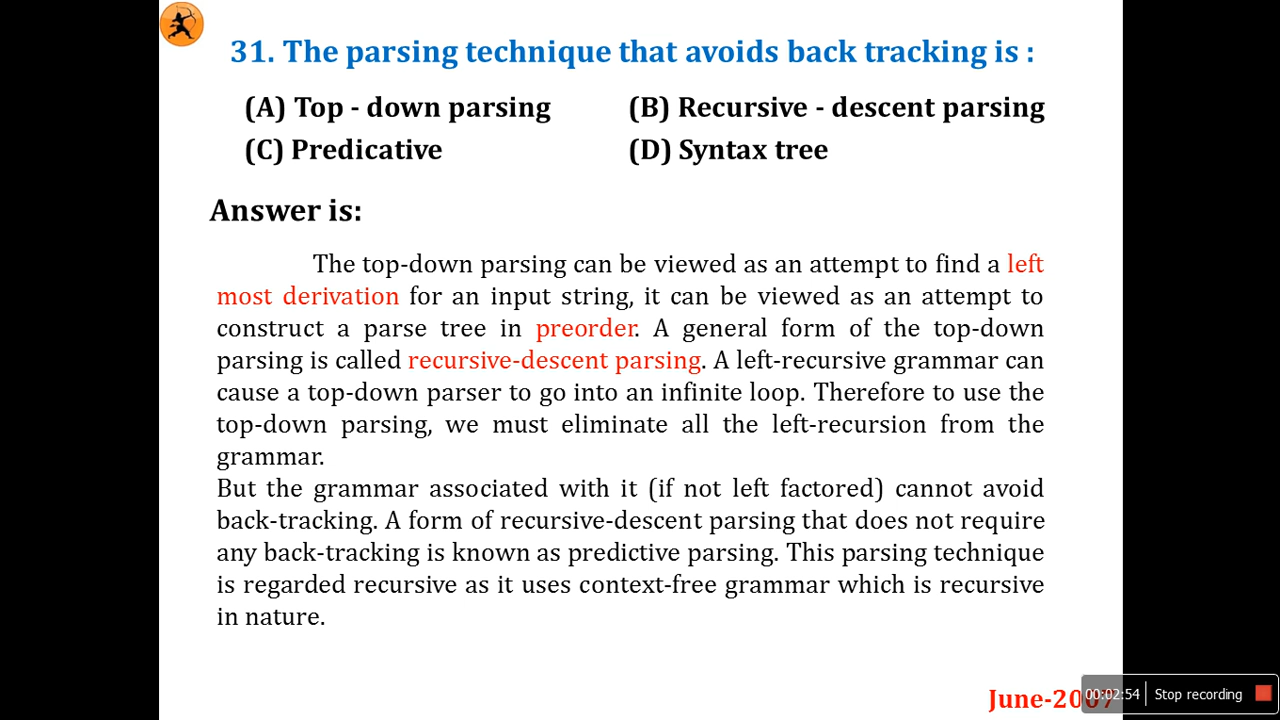 31. The parsing technique that avoids back tracking is :
(A) Top - down parsing (B) Recursive - descent parsing
(C) Predicative (D) Syntax tree
Answer is:
The top-down parsing can be viewed as an attempt to find a left
most derivation for an input string, it can be viewed as an attempt to
construct a parse tree in preorder. A general form of the top-down
parsing is called recursive-descent parsing. A left-recursive grammar can
cause a top-down parser to go into an infinite loop. Therefore to use the
top-down parsing, we must eliminate all the left-recursion from the
grammar.
But the grammar associated with it (if not left factored) cannot avoid
back-tracking. A form of recursive-descent parsing that does not require
any back-tracking is known as predictive parsing. This parsing technique
is regarded recursive as it uses context-free grammar which is recursive
in nature.
June-2007
00:02:54 Stop recording